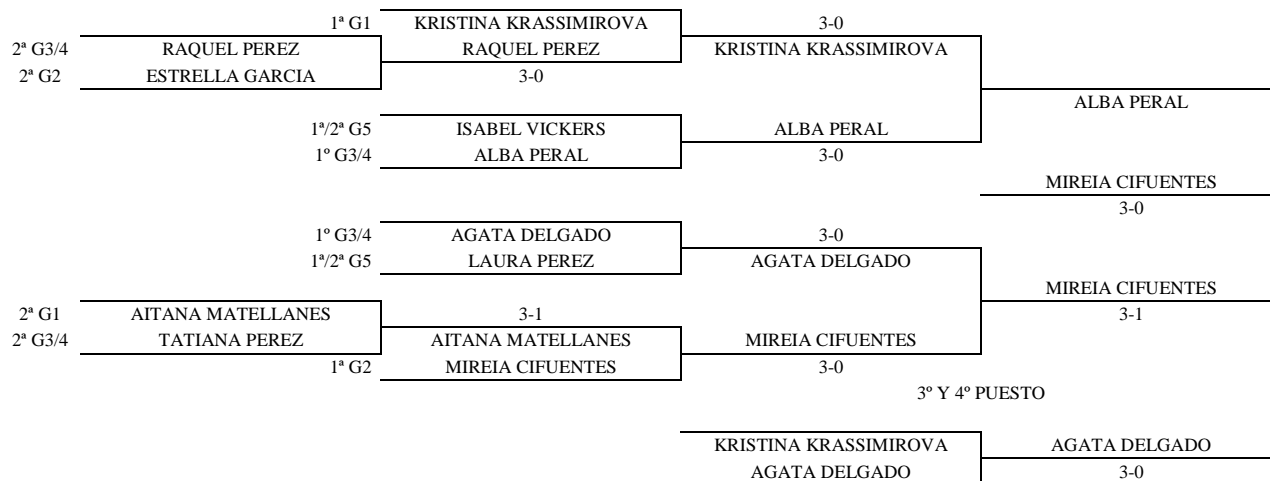 1ª G1 KRISTINA KRASSIMIROVA 3-0
2ª G3/4 RAQUEL PEREZ RAQUEL PEREZ KRISTINA KRASSIMIROVA
2ª G2 ESTRELLA GARCIA 3-0
ALBA PERAL
1ª/2ª G5 ISABEL VICKERS ALBA PERAL
1º G3/4 ALBA PERAL 3-0
MIREIA CIFUENTES
3-0
1º G3/4 AGATA DELGADO 3-0
1ª/2ª G5 LAURA PEREZ AGATA DELGADO
MIREIA CIFUENTES
2ª G1 AITANA MATELLANES 3-1 3-1
2ª G3/4 TATIANA PEREZ AITANA MATELLANES MIREIA CIFUENTES
1ª G2 MIREIA CIFUENTES 3-0
3º Y 4º PUESTO
KRISTINA KRASSIMIROVA AGATA DELGADO
AGATA DELGADO 3-0